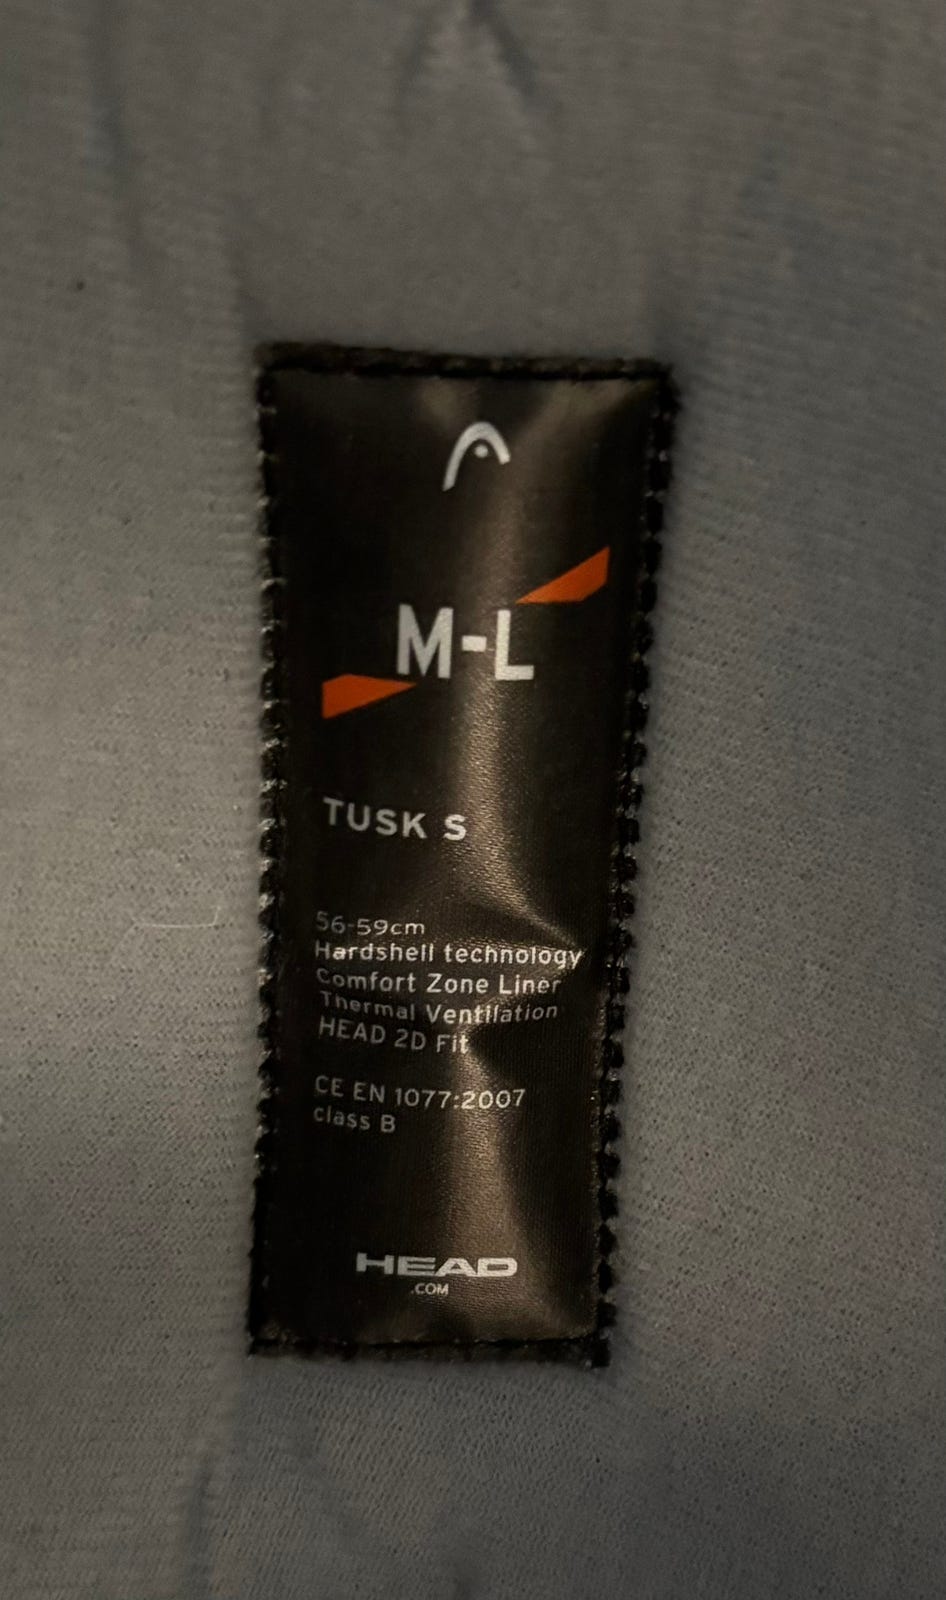 M-L
TUSK S
56-59cm
Hardshell technology
Comfort Zone Liner
Thermal Ventilation
HEAD 2D Fit
CE EN 1077:2007
class B
HEAD
.COM